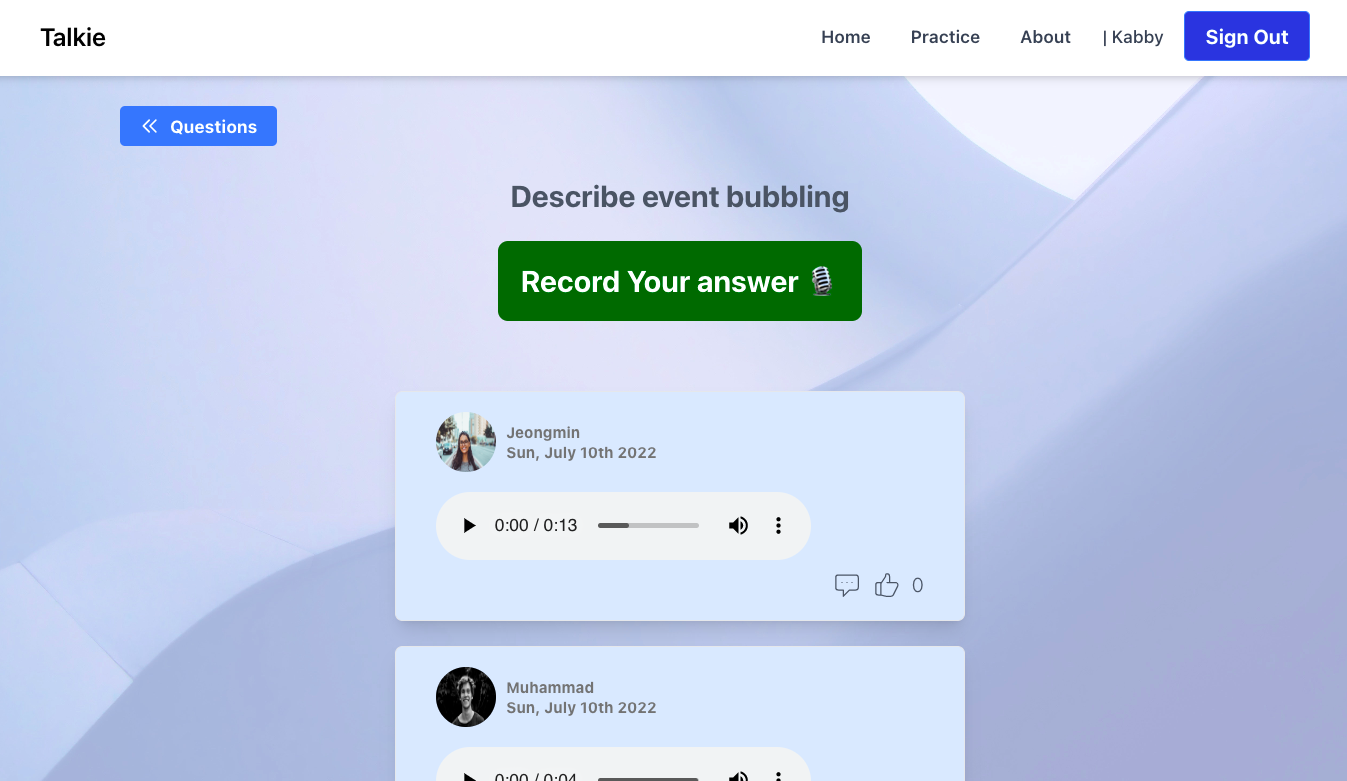 Talkie
Home Practice About | Kabby Sign Out
Questions
Describe event bubbling
Record Your answer
Jeongmin
Sun, July 10th 2022
0:00 / 0:13
0
Muhammad
Sun, July 10th 2022
0:00 / 0:04